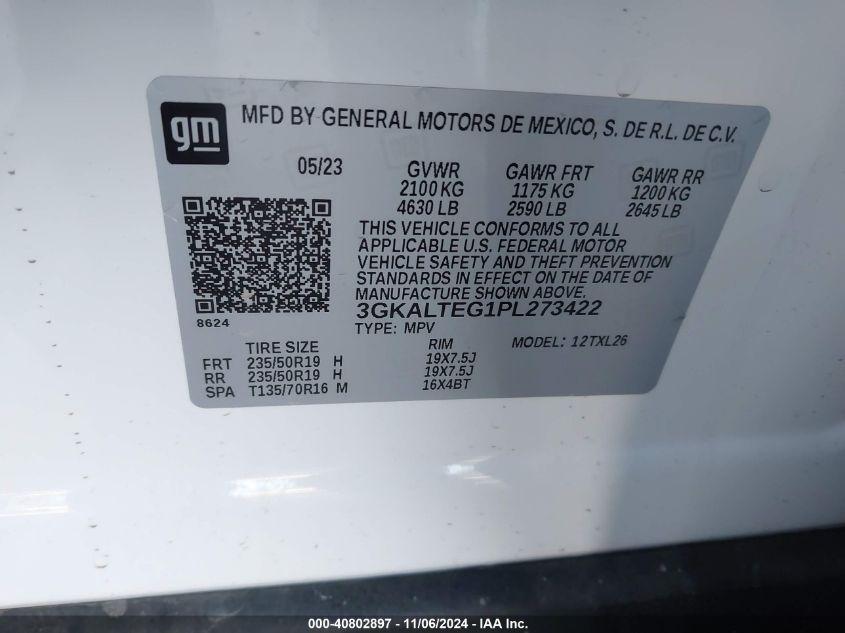 gm
MFD BY GENERAL MOTORS DE MEXICO, S. DE R.L. DE C.V.
05/23 GVWR GAWR FRT GAWR RR
2100 KG 1175 KG 1200 KG
4630 LB 2590 LB 2645 LB
THIS VEHICLE CONFORMS TO ALL
APPLICABLE U.S. FEDERAL MOTOR
VEHICLE SAFETY AND THEFT PREVENTION
STANDARDS IN EFFECT ON THE DATE OF
MANUFACTURE SHOWN ABOVE.
3GKALTEG1PL273422
8624
TYPE: MPV
TIRE SIZE RIM MODEL: 12TXL26
FRT 235/50R19 H 19X7.5J
RR 235/50R19 H 19X7.5J
SPA T135/70R16 M 16X4BT
000-40802897 - 11/06/2024 - IAA Inc.